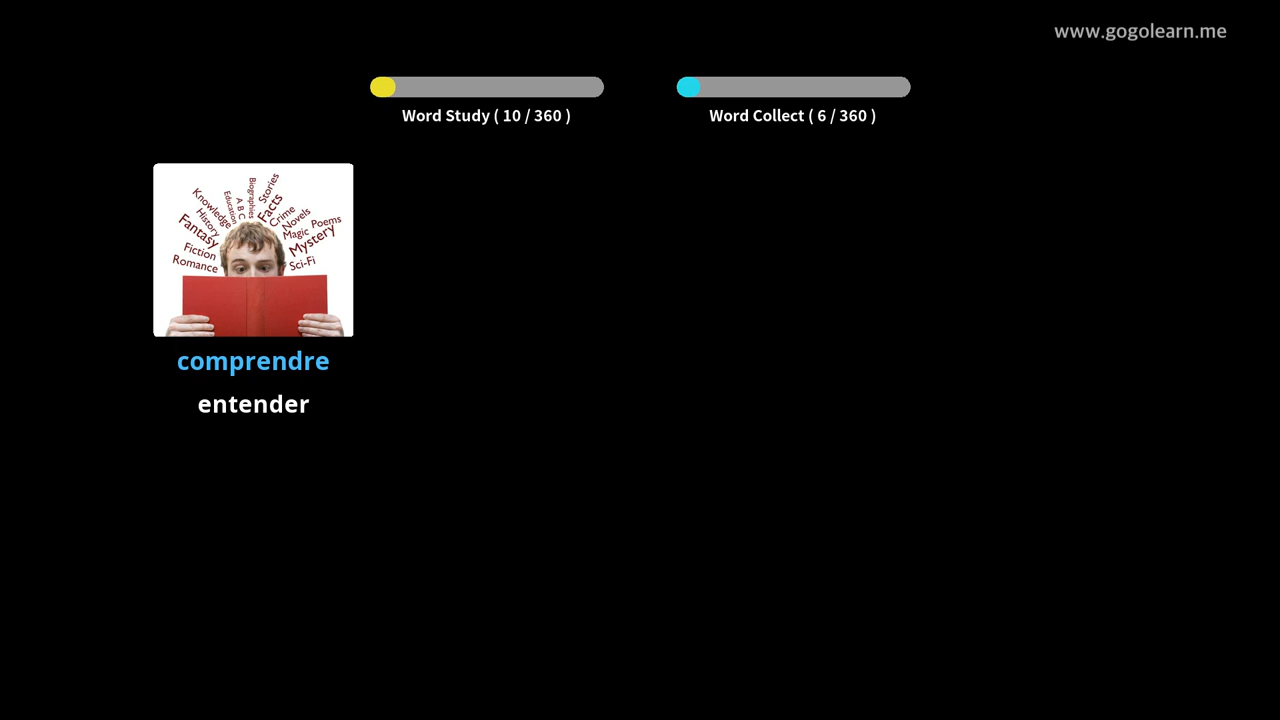 www.gogolearn.me
Word Study ( 10 / 360 )
Word Collect ( 6 / 360 )
Knowledge
History
Fantasy
Fiction
Romance
Education
A B C
Biographies
Stories
Facts
Crime
Novels
Magic
Poems
Mystery
Sci-Fi
comprendre
entender